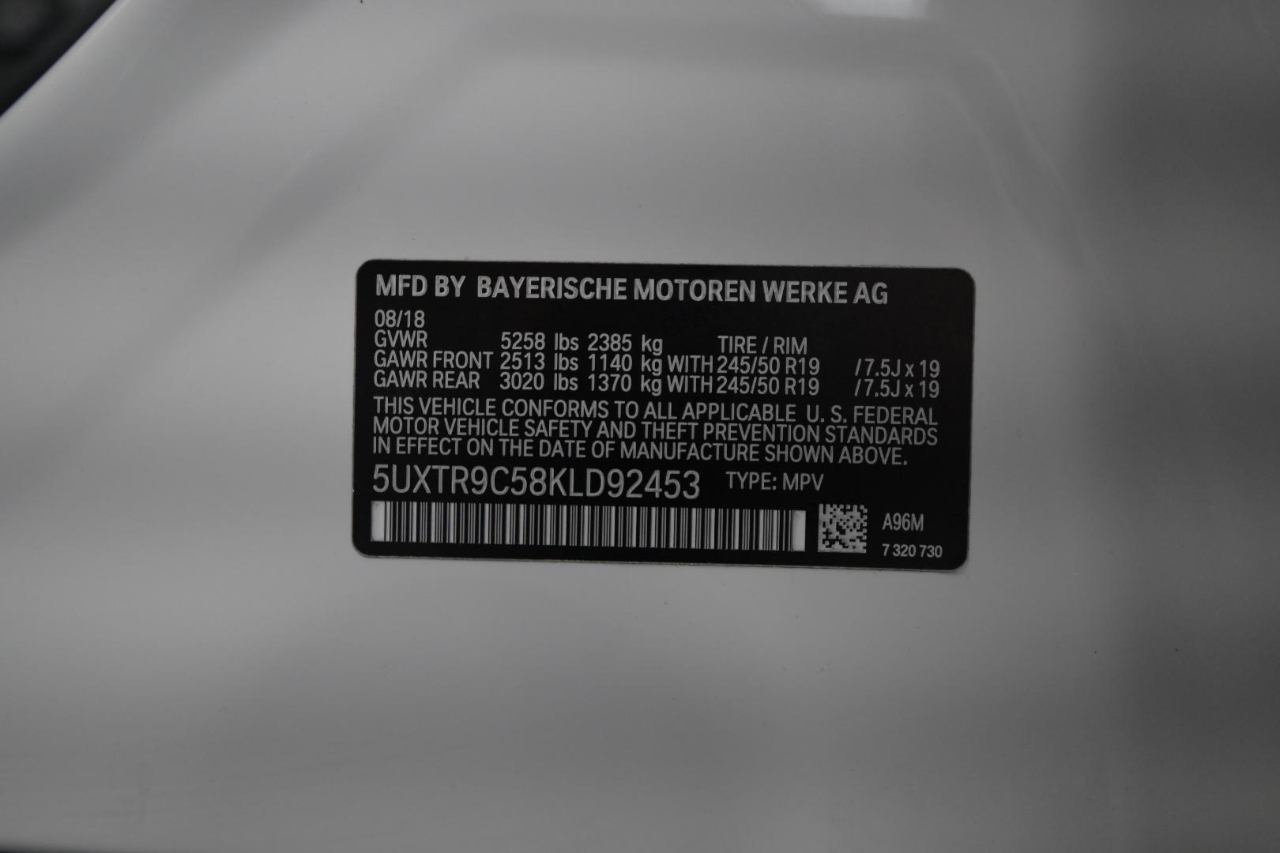 MFD BY BAYERISCHE MOTOREN WERKE AG
08/18
GVWR 5258 lbs 2385 kg TIRE / RIM
GAWR FRONT 2513 lbs 1140 kg WITH 245/50 R19 / 7.5J x 19
GAWR REAR 3020 lbs 1370 kg WITH 245/50 R19 / 7.5J x 19
THIS VEHICLE CONFORMS TO ALL APPLICABLE U. S. FEDERAL
MOTOR VEHICLE SAFETY AND THEFT PREVENTION STANDARDS
IN EFFECT ON THE DATE OF MANUFACTURE SHOWN ABOVE.
5UXTR9C58KLD92453 TYPE: MPV
A96M
7 320 730